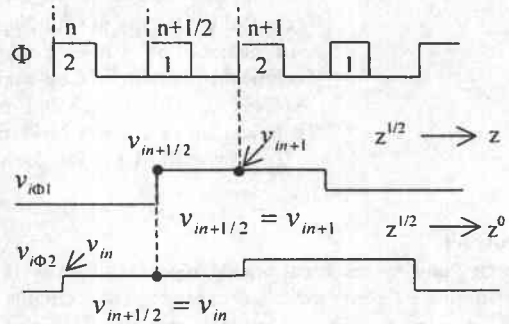 n n+1/2 n+1
Φ 2 1 2 1
v_{in+1/2} v_{in+1} z^{1/2} → z
v_{iΦ1}
v_{in+1/2} = v_{in+1} z^{1/2} → z^0
v_{iΦ2} v_{in}
v_{in+1/2} = v_{in}